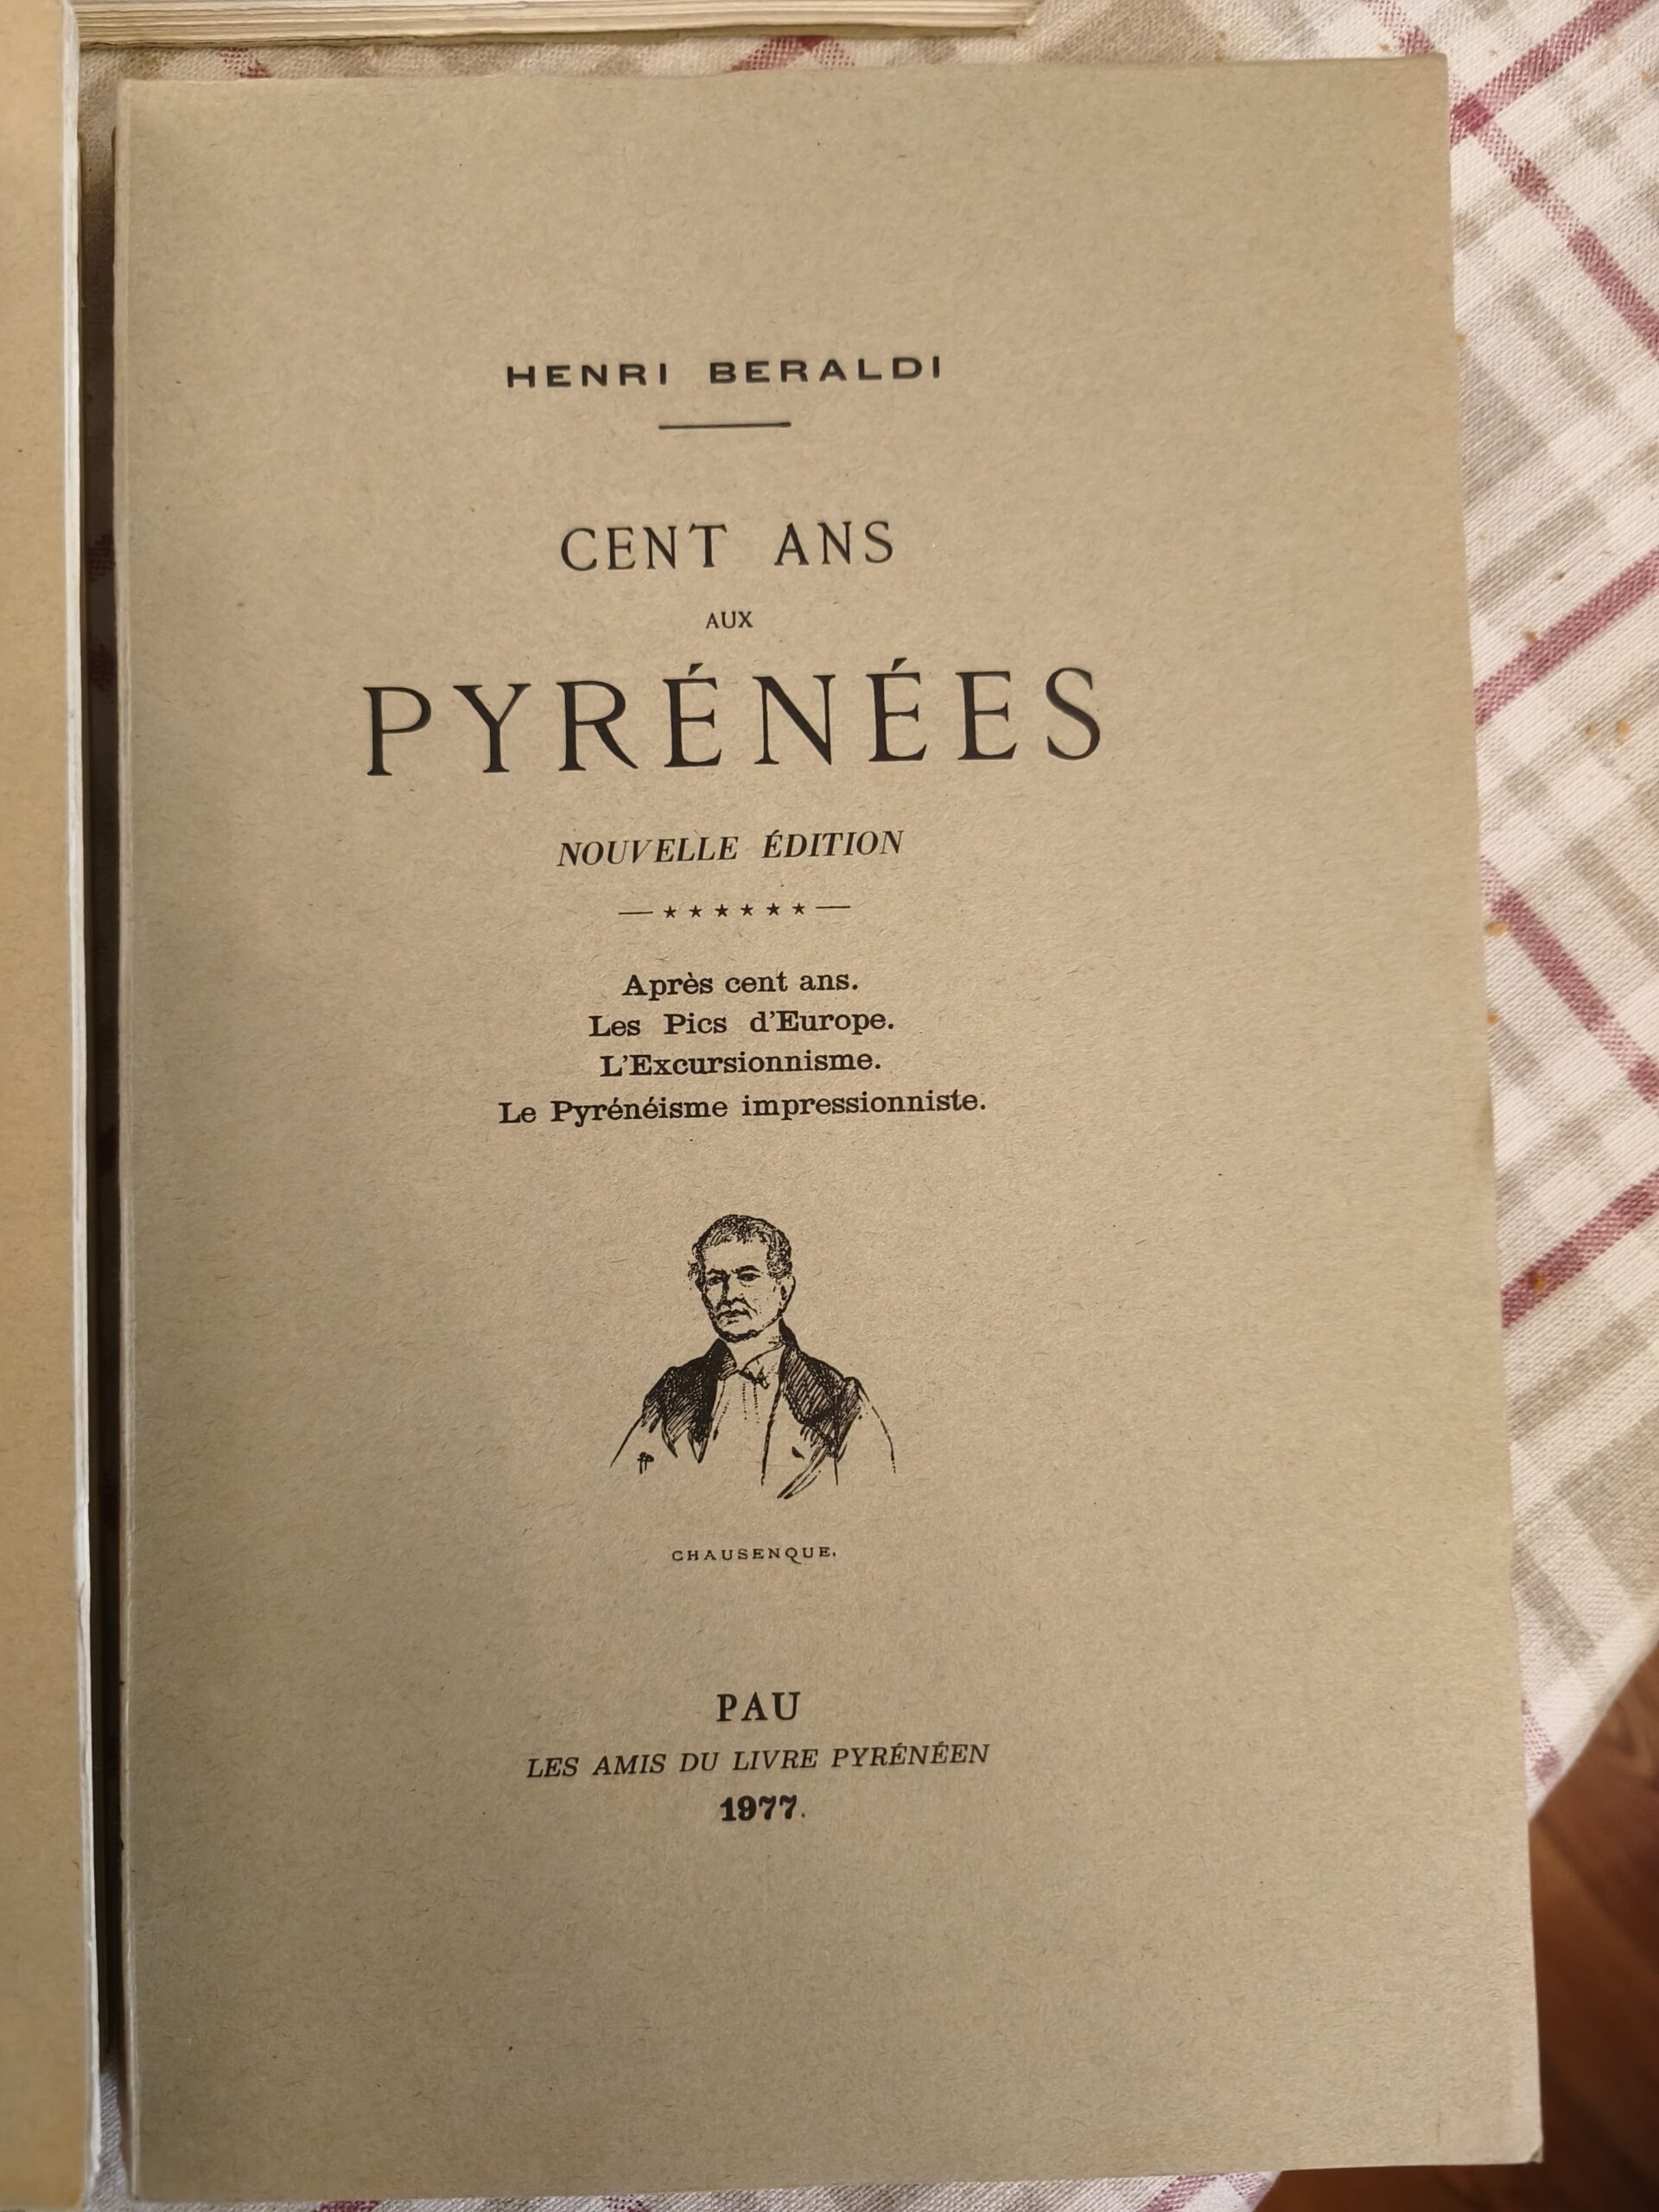 HENRI BERALDI
CENT ANS
AUX
PYRÉNÉES
NOUVELLE ÉDITION
— ★ ★ ★ ★ ★ ★ —
Après cent ans.
Les Pics d'Europe.
L'Excursionnisme.
Le Pyrénéisme impressionniste.
CHAUSENQUE.
PAU
LES AMIS DU LIVRE PYRÉNÉEN
1977.